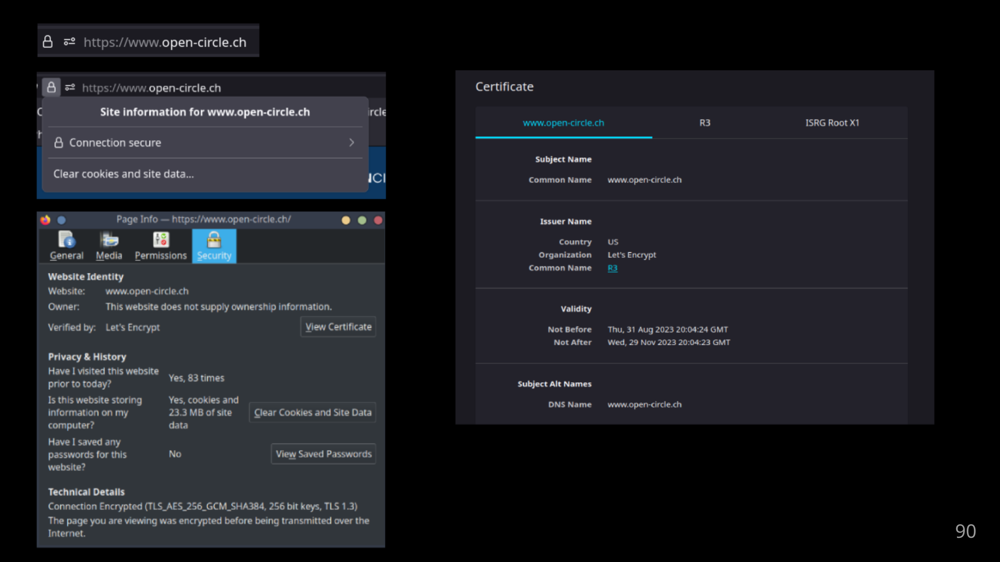 https://www.open-circle.ch
https://www.open-circle.ch
Site information for www.open-circle.ch
Connection secure
Clear cookies and site data...
Page Info — https://www.open-circle.ch/
General Media Permissions Security
Website Identity
Website: www.open-circle.ch
Owner: This website does not supply ownership information.
Verified by: Let's Encrypt View Certificate
Privacy & History
Have I visited this website
prior to today?
Yes, 83 times
Is this website storing
information on my
computer?
Yes, cookies and
23.3 MB of site
data
Clear Cookies and Site Data
Have I saved any
passwords for this
website?
No
View Saved Passwords
Technical Details
Connection Encrypted (TLS_AES_256_GCM_SHA384, 256 bit keys, TLS 1.3)
The page you are viewing was encrypted before being transmitted over the
Internet.
Certificate
www.open-circle.ch R3 ISRG Root X1
Subject Name
Common Name www.open-circle.ch
Issuer Name
Country US
Organization Let's Encrypt
Common Name R3
Validity
Not Before Thu, 31 Aug 2023 20:04:24 GMT
Not After Wed, 29 Nov 2023 20:04:23 GMT
Subject Alt Names
DNS Name www.open-circle.ch
90